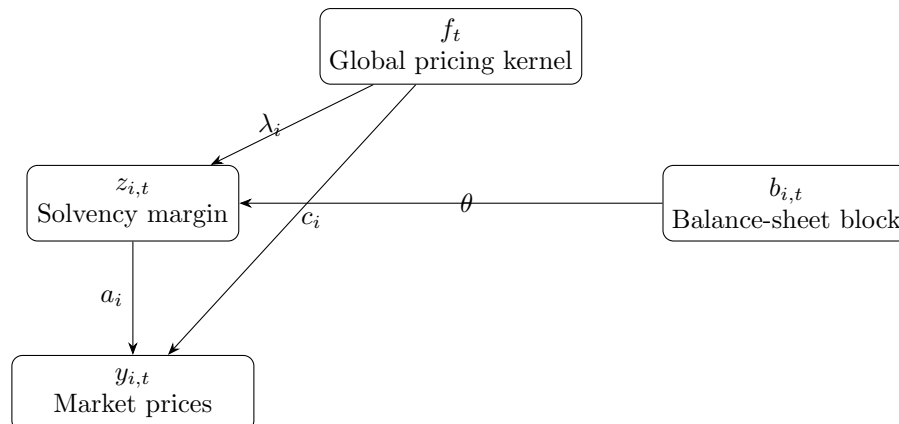 f_t
Global pricing kernel
λ_i
z_{i,t}
Solvency margin
θ
b_{i,t}
Balance-sheet block
c_i
a_i
y_{i,t}
Market prices